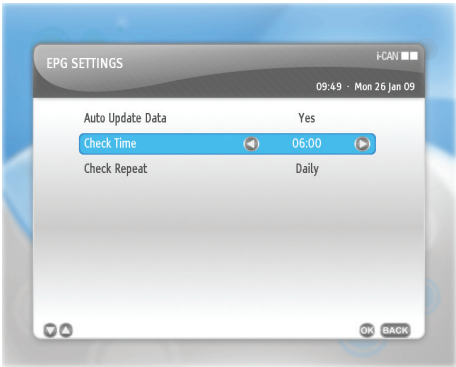 i-CAN
EPG SETTINGS
09:49 · Mon 26 Jan 09
Auto Update Data Yes
Check Time 06:00
Check Repeat Daily
OK BACK